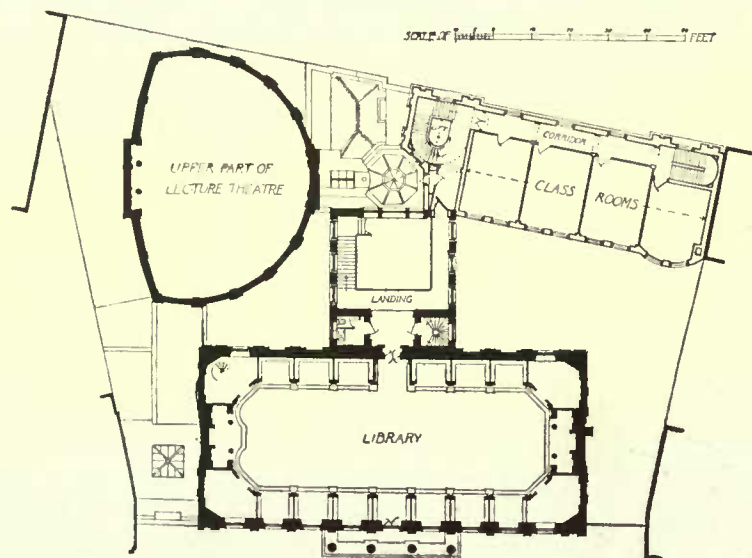 SCALE OF
FEET
UPPER PART OF
LECTURE THEATRE
CORRIDOR
CLASS ROOMS
LANDING
LIBRARY